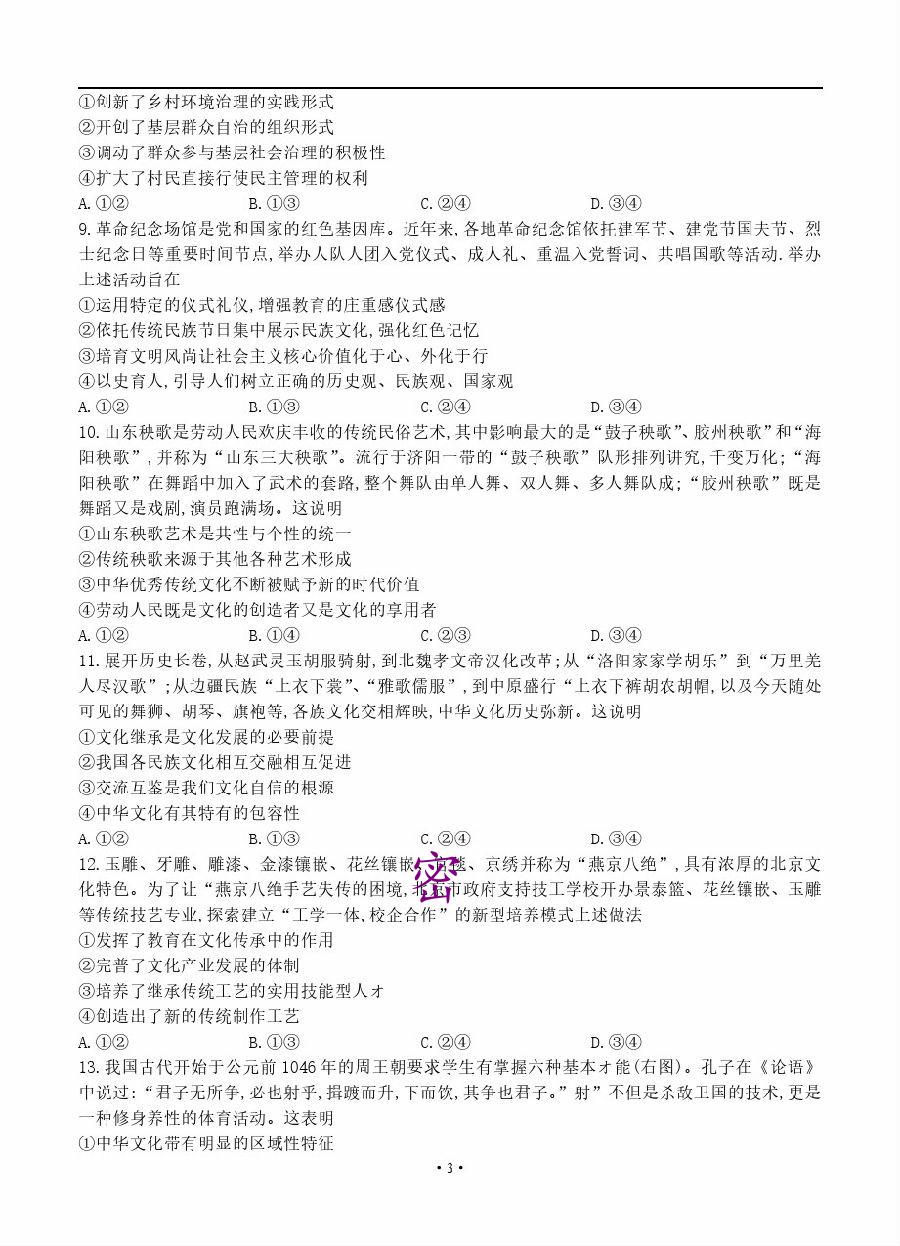 ①创新了乡村环境治理的实践形式
②开创了基层群众自治的组织形式
③调动了群众参与基层社会治理的积极性
④扩大了村民直接行使民主管理的权利
A.①② B.①③ C.②④ D.③④
9.革命纪念场馆是党和国家的红色基因库。近年来,各地革命纪念馆依托建军节、建党节国夫节、烈
士纪念日等重要时间节点,举办人队人团入党仪式、成人礼、重温入党誓词、共唱国歌等活动.举办
上述活动旨在
①运用特定的仪式礼仪,增强教育的庄重感仪式感
②依托传统民族节日集中展示民族文化,强化红色记忆
③培育文明风尚让社会主义核心价值化于心、外化于行
④以史育人,引导人们树立正确的历史观、民族观、国家观
A.①② B.①③ C.②④ D.③④
10.山东秧歌是劳动人民欢庆丰收的传统民俗艺术,其中影响最大的是“鼓子秧歌”、胶州秧歌”和“海
阳秧歌”,并称为“山东三大秧歌”。流行于济阳一带的“鼓子秧歌”队形排列讲究,千变万化;“海
阳秧歌”在舞蹈中加入了武术的套路,整个舞队由单人舞、双人舞、多人舞队成;“胶州秧歌”既是
舞蹈又是戏剧,演员跑满场。这说明
①山东秧歌艺术是共性与个性的统一
②传统秧歌来源于其他各种艺术形成
③中华优秀传统文化不断被赋予新的时代价值
④劳动人民既是文化的创造者又是文化的享用者
A.①② B.①④ C.②③ D.③④
11.展开历史长卷,从赵武灵玉胡服骑射,到北魏孝文帝汉化改革;从“洛阳家家学胡乐”到“万里羌
人尽汉歌”;从边疆民族“上衣下裳”、“雅歌儒服”,到中原盛行“上衣下裤胡农胡帽,以及今天随处
可见的舞狮、胡琴、旗袍等,各族文化交相辉映,中华文化历史弥新。这说明
①文化继承是文化发展的必要前提
②我国各民族文化相互交融相互促进
③交流互鉴是我们文化自信的根源
④中华文化有其特有的包容性
A.①② B.①③ C.②④ D.③④
12.玉雕、牙雕、雕漆、金漆镶嵌、花丝镶嵌、京毯、京绣并称为“燕京八绝”,具有浓厚的北京文
化特色。为了让“燕京八绝手艺失传的困境,北京市政府支持技工学校开办景泰篮、花丝镶嵌、玉雕
等传统技艺专业,探索建立“工学一体,校企合作”的新型培养模式上述做法
①发挥了教育在文化传承中的作用
②完普了文化产业发展的体制
③培养了继承传统工艺的实用技能型人才
④创造出了新的传统制作工艺
A.①② B.①③ C.②④ D.③④
13.我国古代开始于公元前1046年的周王朝要求学生有掌握六种基本才能(右图)。孔子在《论语》
中说过:“君子无所争,必也射乎,揖踱而升,下而饮,其争也君子。”射”不但是杀敌卫国的技术,更是
一种修身养性的体育活动。这表明
①中华文化带有明显的区域性特征
·3·
密